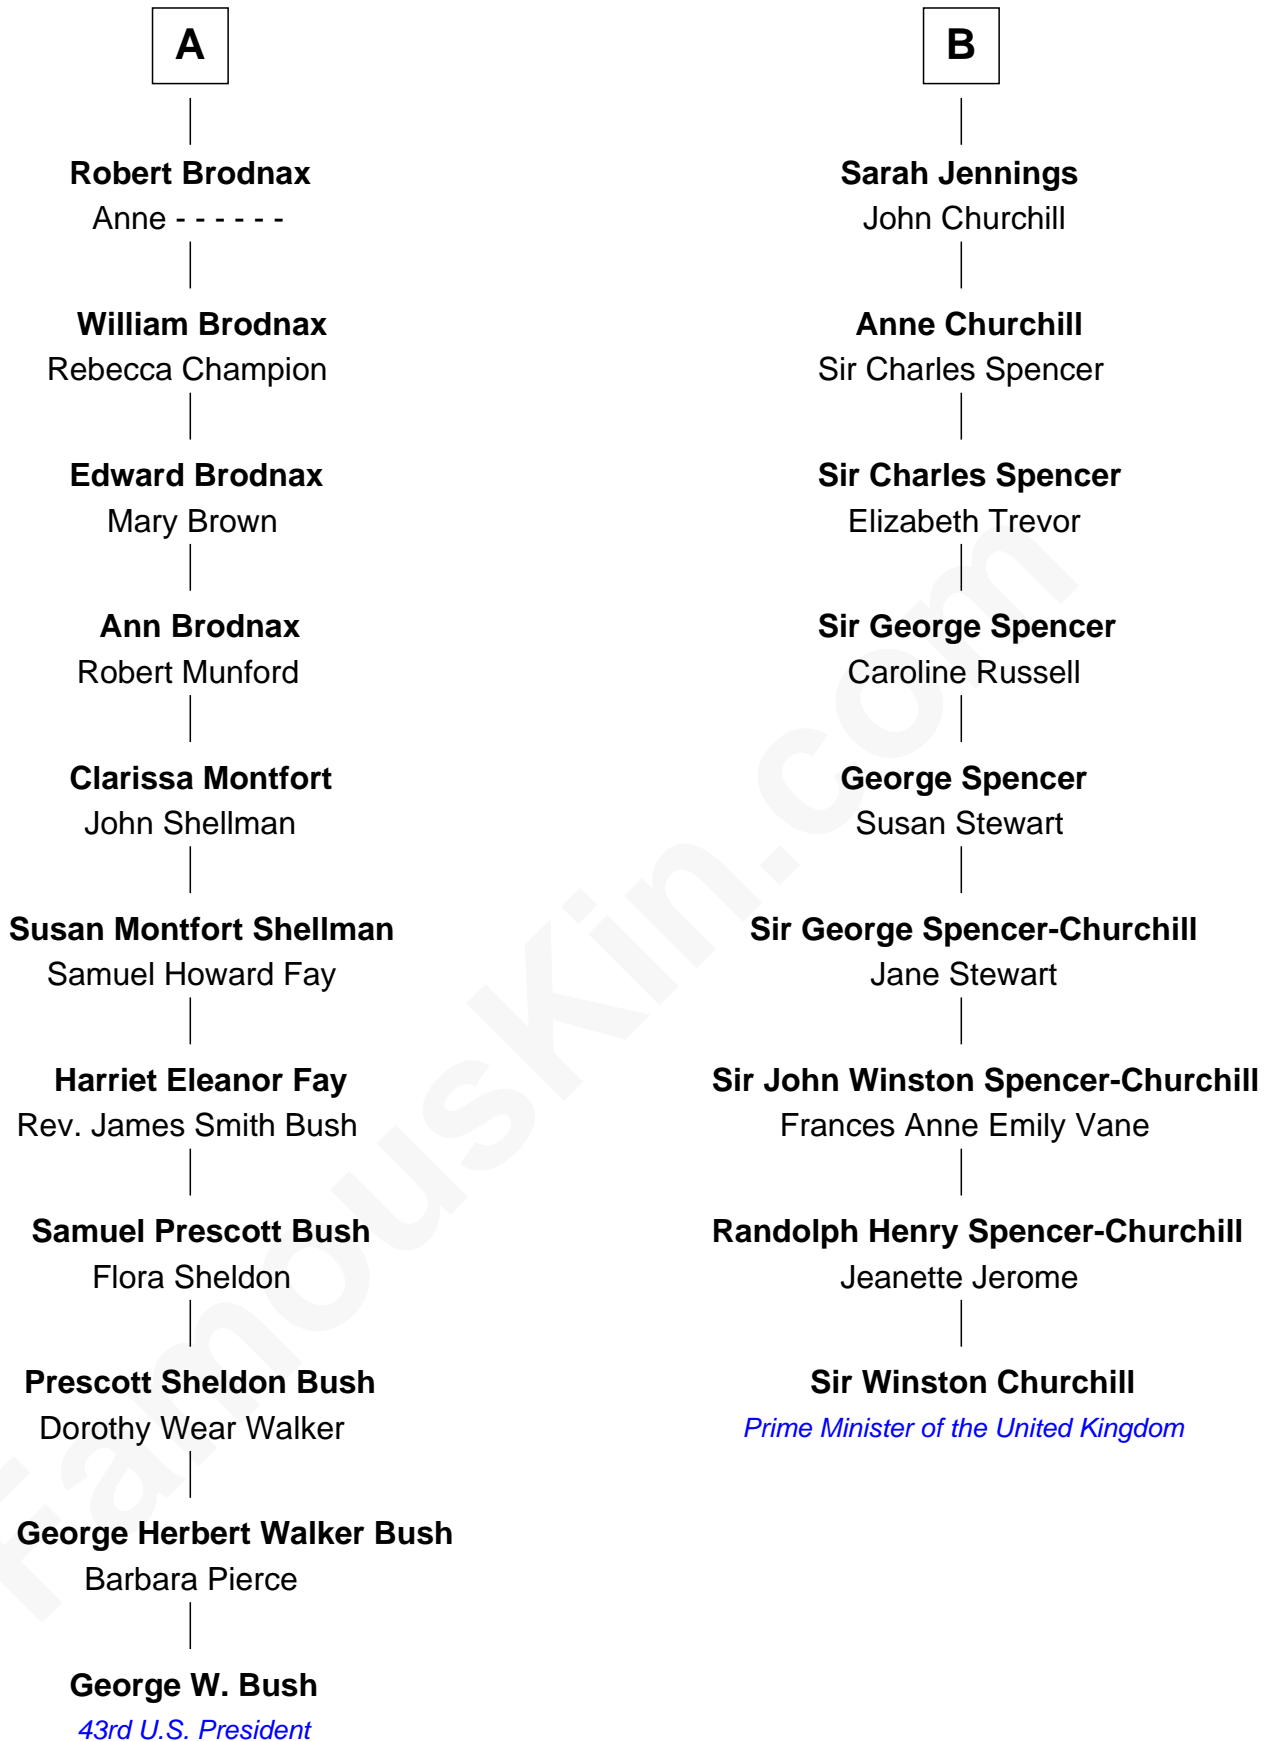 A
Robert Brodnax
Anne - - - - - -
William Brodnax
Rebecca Champion
Edward Brodnax
Mary Brown
Ann Brodnax
Robert Munford
Clarissa Montfort
John Shellman
Susan Montfort Shellman
Samuel Howard Fay
Harriet Eleanor Fay
Rev. James Smith Bush
Samuel Prescott Bush
Flora Sheldon
Prescott Sheldon Bush
Dorothy Wear Walker
George Herbert Walker Bush
Barbara Pierce
George W. Bush
43rd U.S. President
B
Sarah Jennings
John Churchill
Anne Churchill
Sir Charles Spencer
Sir Charles Spencer
Elizabeth Trevor
Sir George Spencer
Caroline Russell
George Spencer
Susan Stewart
Sir George Spencer-Churchill
Jane Stewart
Sir John Winston Spencer-Churchill
Frances Anne Emily Vane
Randolph Henry Spencer-Churchill
Jeanette Jerome
Sir Winston Churchill
Prime Minister of the United Kingdom
FamousKin.com